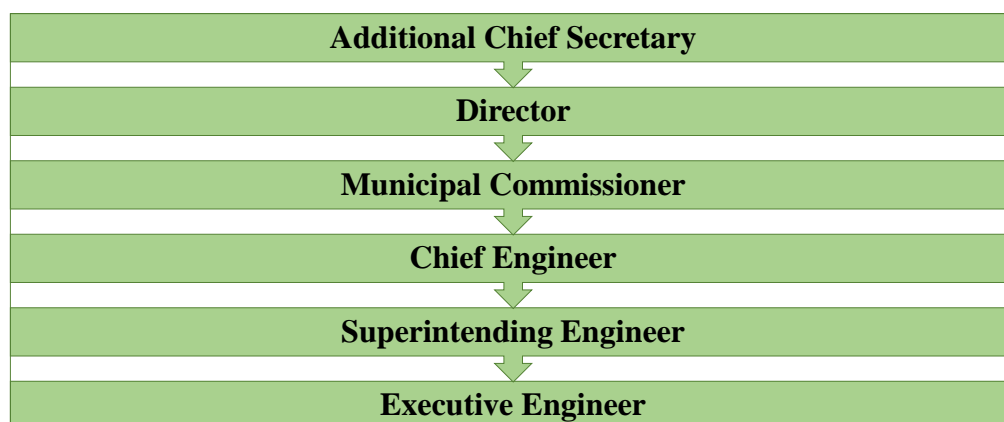 Additional Chief Secretary
Director
Municipal Commissioner
Chief Engineer
Superintending Engineer
Executive Engineer